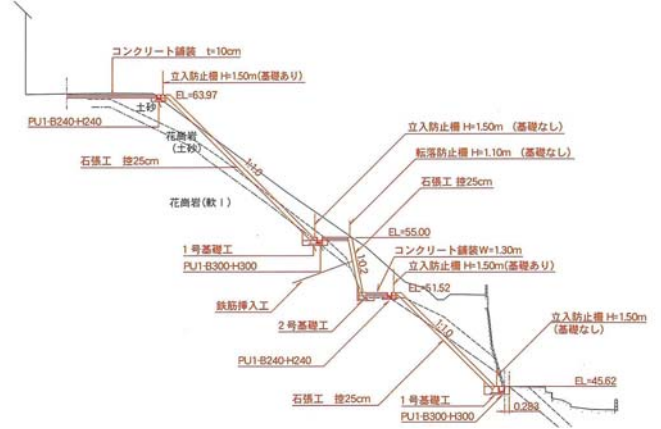 コンクリート舗装 t=10cm
立入防止柵 H=1.50m(基礎あり)
EL=63.97
土砂
PU1-B240-H240
花崗岩
(土砂)
立入防止柵 H=1.50m (基礎なし)
転落防止柵 H=1.10m (基礎なし)
石張工 控25cm
1:1.0
石張工 控25cm
花崗岩(軟Ⅰ)
EL=55.00
1号基礎工
コンクリート舗装W=1.30m
PU1-B300-H300
1:0.2
立入防止柵 H=1.50m(基礎あり)
EL=51.52
鉄筋挿入工
2号基礎工
立入防止柵 H=1.50m
(基礎なし)
1:1.0
PU1-B240-H240
EL=45.62
石張工 控25cm
1号基礎工
0.283
PU1-B300-H300